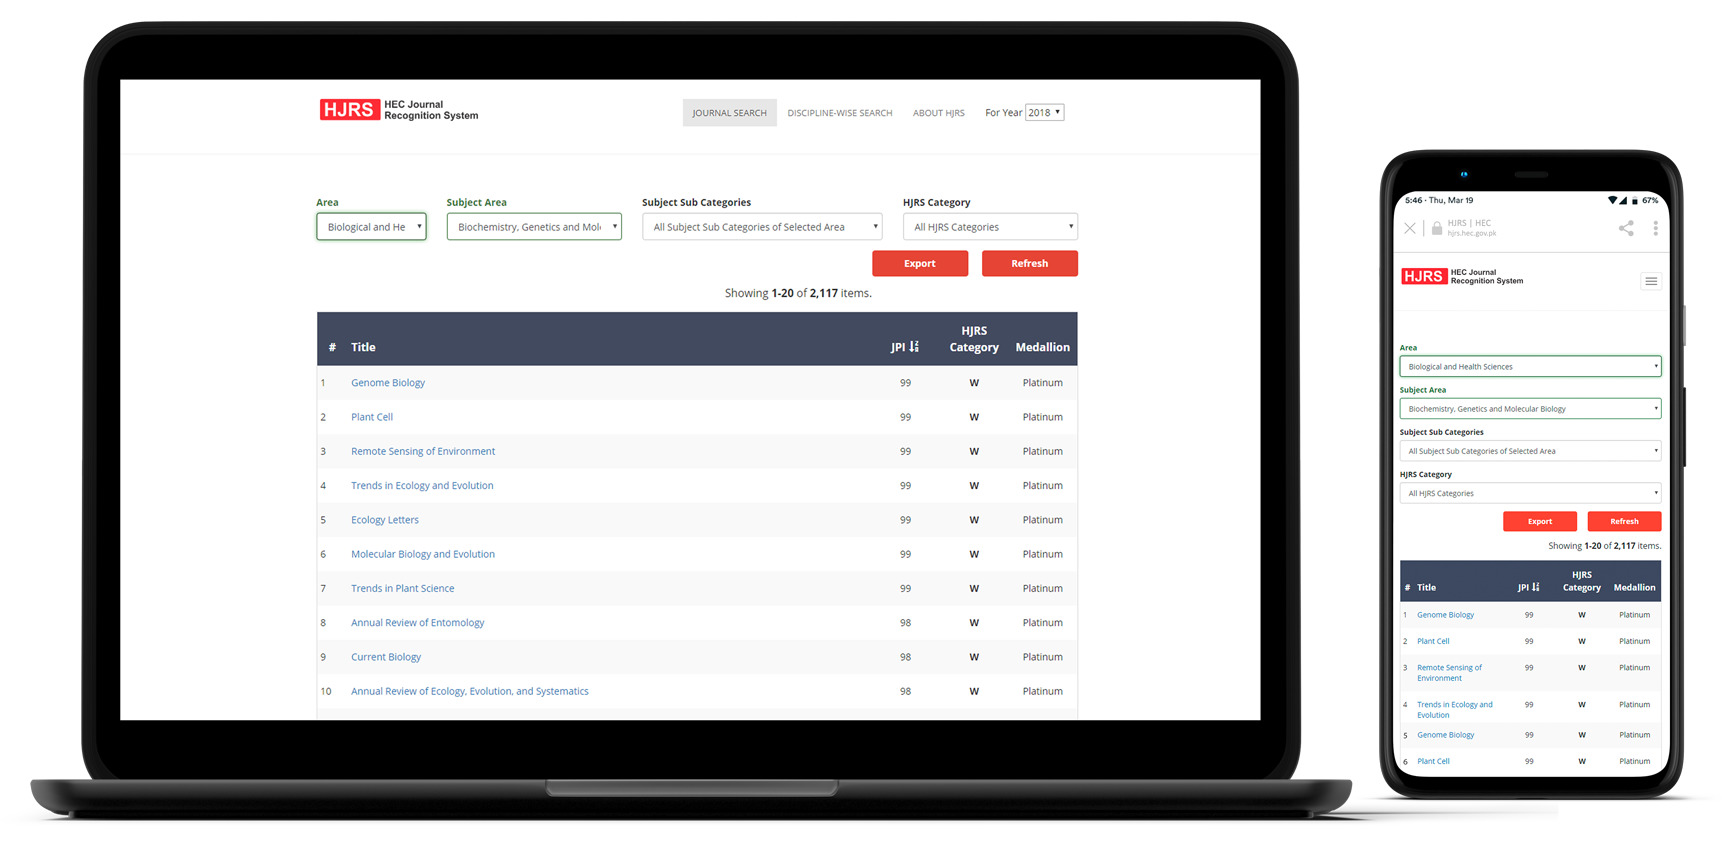 HJRS HEC Journal
Recognition System
JOURNAL SEARCH DISCIPLINE-WISE SEARCH ABOUT HJRS For Year 2018
Area Subject Area Subject Sub Categories HJRS Category
Biological and He Biochemistry, Genetics and Mol All Subject Sub Categories of Selected Area All HJRS Categories
Export Refresh
Showing 1-20 of 2,117 items.
# Title JPI HJRS Category Medallion
1 Genome Biology 99 W Platinum
2 Plant Cell 99 W Platinum
3 Remote Sensing of Environment 99 W Platinum
4 Trends in Ecology and Evolution 99 W Platinum
5 Ecology Letters 99 W Platinum
6 Molecular Biology and Evolution 99 W Platinum
7 Trends in Plant Science 99 W Platinum
8 Annual Review of Entomology 98 W Platinum
9 Current Biology 98 W Platinum
10 Annual Review of Ecology, Evolution, and Systematics 98 W Platinum
5:46 · Thu, Mar 19 67%
HJRS | HEC
hjrs.hec.gov.pk
HJRS HEC Journal
Recognition System
Area
Biological and Health Sciences
Subject Area
Biochemistry, Genetics and Molecular Biology
Subject Sub Categories
All Subject Sub Categories of Selected Area
HJRS Category
All HJRS Categories
Export Refresh
Showing 1-20 of 2,117 items.
# Title JPI HJRS Category Medallion
1 Genome Biology 99 W Platinum
2 Plant Cell 99 W Platinum
3 Remote Sensing of 99 W Platinum
Environment
4 Trends in Ecology and 99 W Platinum
Evolution
5 Genome Biology 99 W Platinum
6 Plant Cell 99 W Platinum